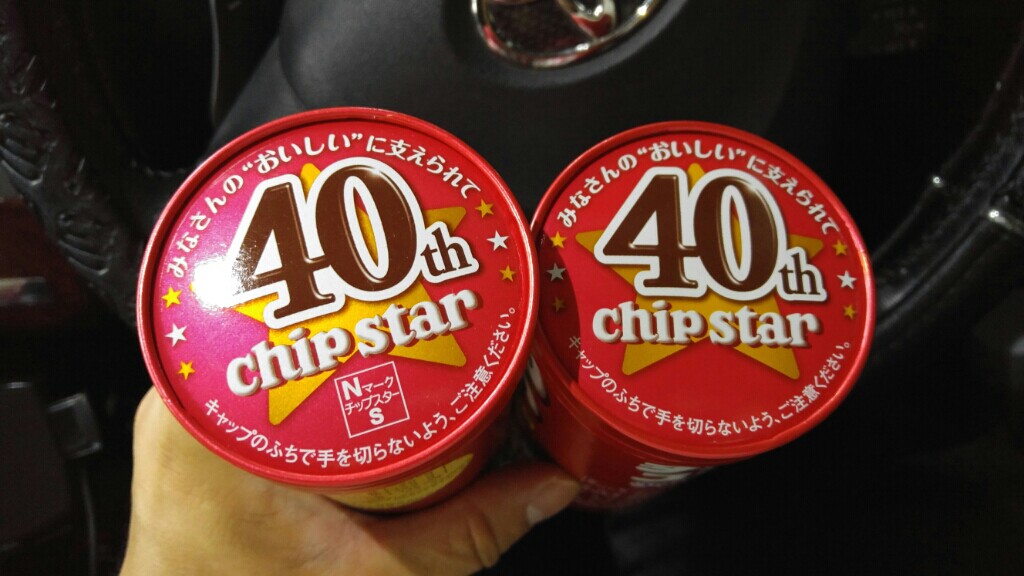 みなさんの“おいしい”に支えられて
40th
chip star
Nマーク
チップスター
S
キャップのふちで手を切らないよう、ご注意ください。
みなさんの“おいしい”に支えられて
40th
chip star
キャップのふちで手を切らないよう、ご注意ください。